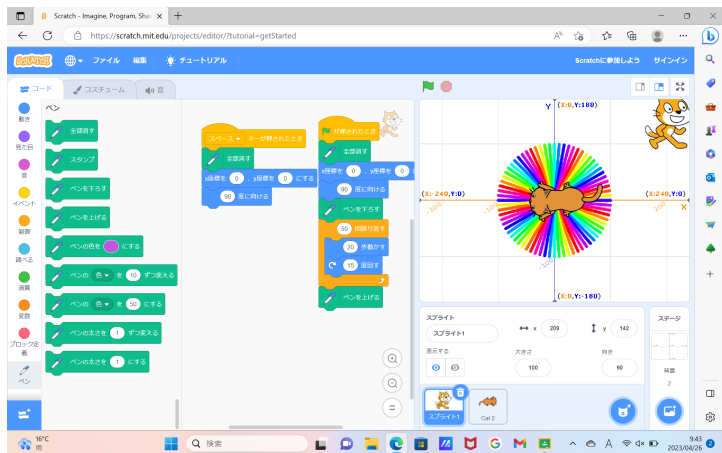 Scratch - Imagine, Program, Shar
https://scratch.mit.edu/projects/editor/?tutorial=getStarted
SCRATCH ファイル 編集 チュートリアル Scratchに参加しよう サインイン
コード コスチューム 音
動き
見た目
音
イベント
制御
調べる
演算
変数
ブロック定義
ペン
ペン
全部消す
スタンプ
ペンを下ろす
ペンを上げる
ペンの色を にする
ペンの 色 を 10 ずつ変える
ペンの 色 を 50 にする
ペンの太さを 1 ずつ変える
ペンの太さを 1 にする
スペース キーが押されたとき
全部消す
x座標を 0 、y座標を 0 にする
90 度に向ける
が押されたとき
全部消す
x座標を 0 、y座標を 0
90 度に向ける
ペンを下ろす
50 回繰り返す
20 歩動かす
15 度回す
ペンを上げる
Y (X:0,Y:180)
(X:-240,Y:0) (X:240,Y:0)
-200 -100 200 X
-100
(X:0,Y:-180)
スプライト
スプライト1 x 209 y 142
表示する 大きさ 向き
100 90
スプライト1 Cat 2
ステージ
背景
2
16°C
雨
検索
A
9:43
2023/04/26
2